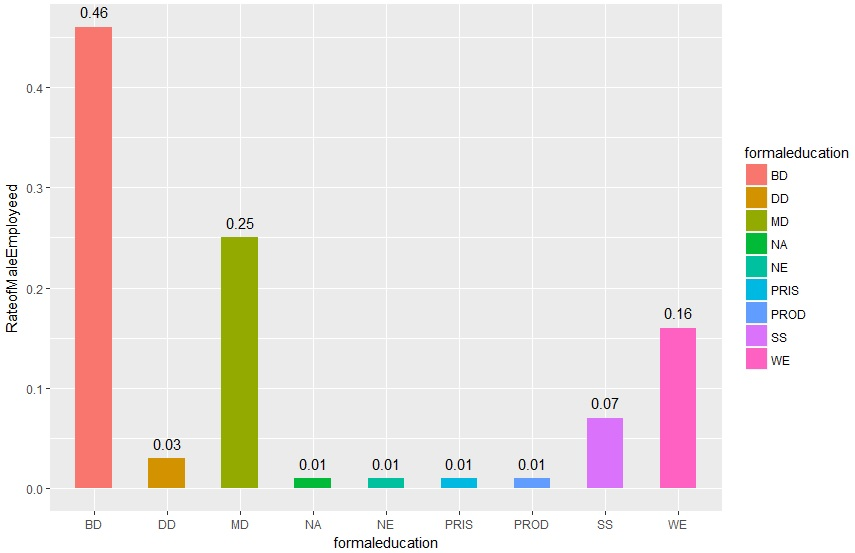 0.46
0.03
0.25
0.01
0.01
0.01
0.01
0.07
0.16
RateofMaleEmployeed
0.4
0.3
0.2
0.1
0.0
BD DD MD NA NE PRIS PROD SS WE
formaleducation
formaleducation
BD
DD
MD
NA
NE
PRIS
PROD
SS
WE